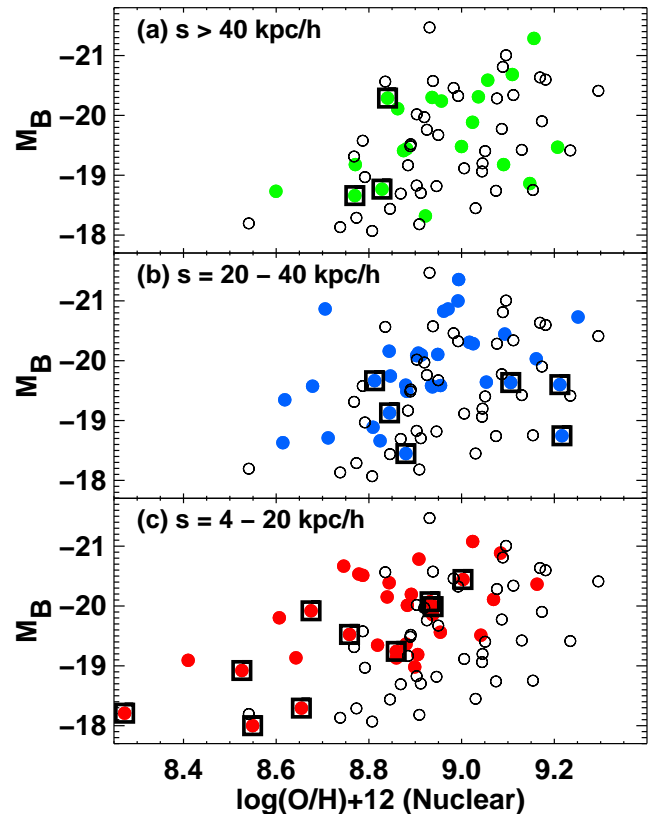 (a) s > 40 kpc/h
−21
−20
−19
−18
M_B
(b) s = 20 − 40 kpc/h
−21
−20
−19
−18
M_B
(c) s = 4 − 20 kpc/h
−21
−20
−19
−18
M_B
8.4 8.6 8.8 9.0 9.2
log(O/H)+12 (Nuclear)